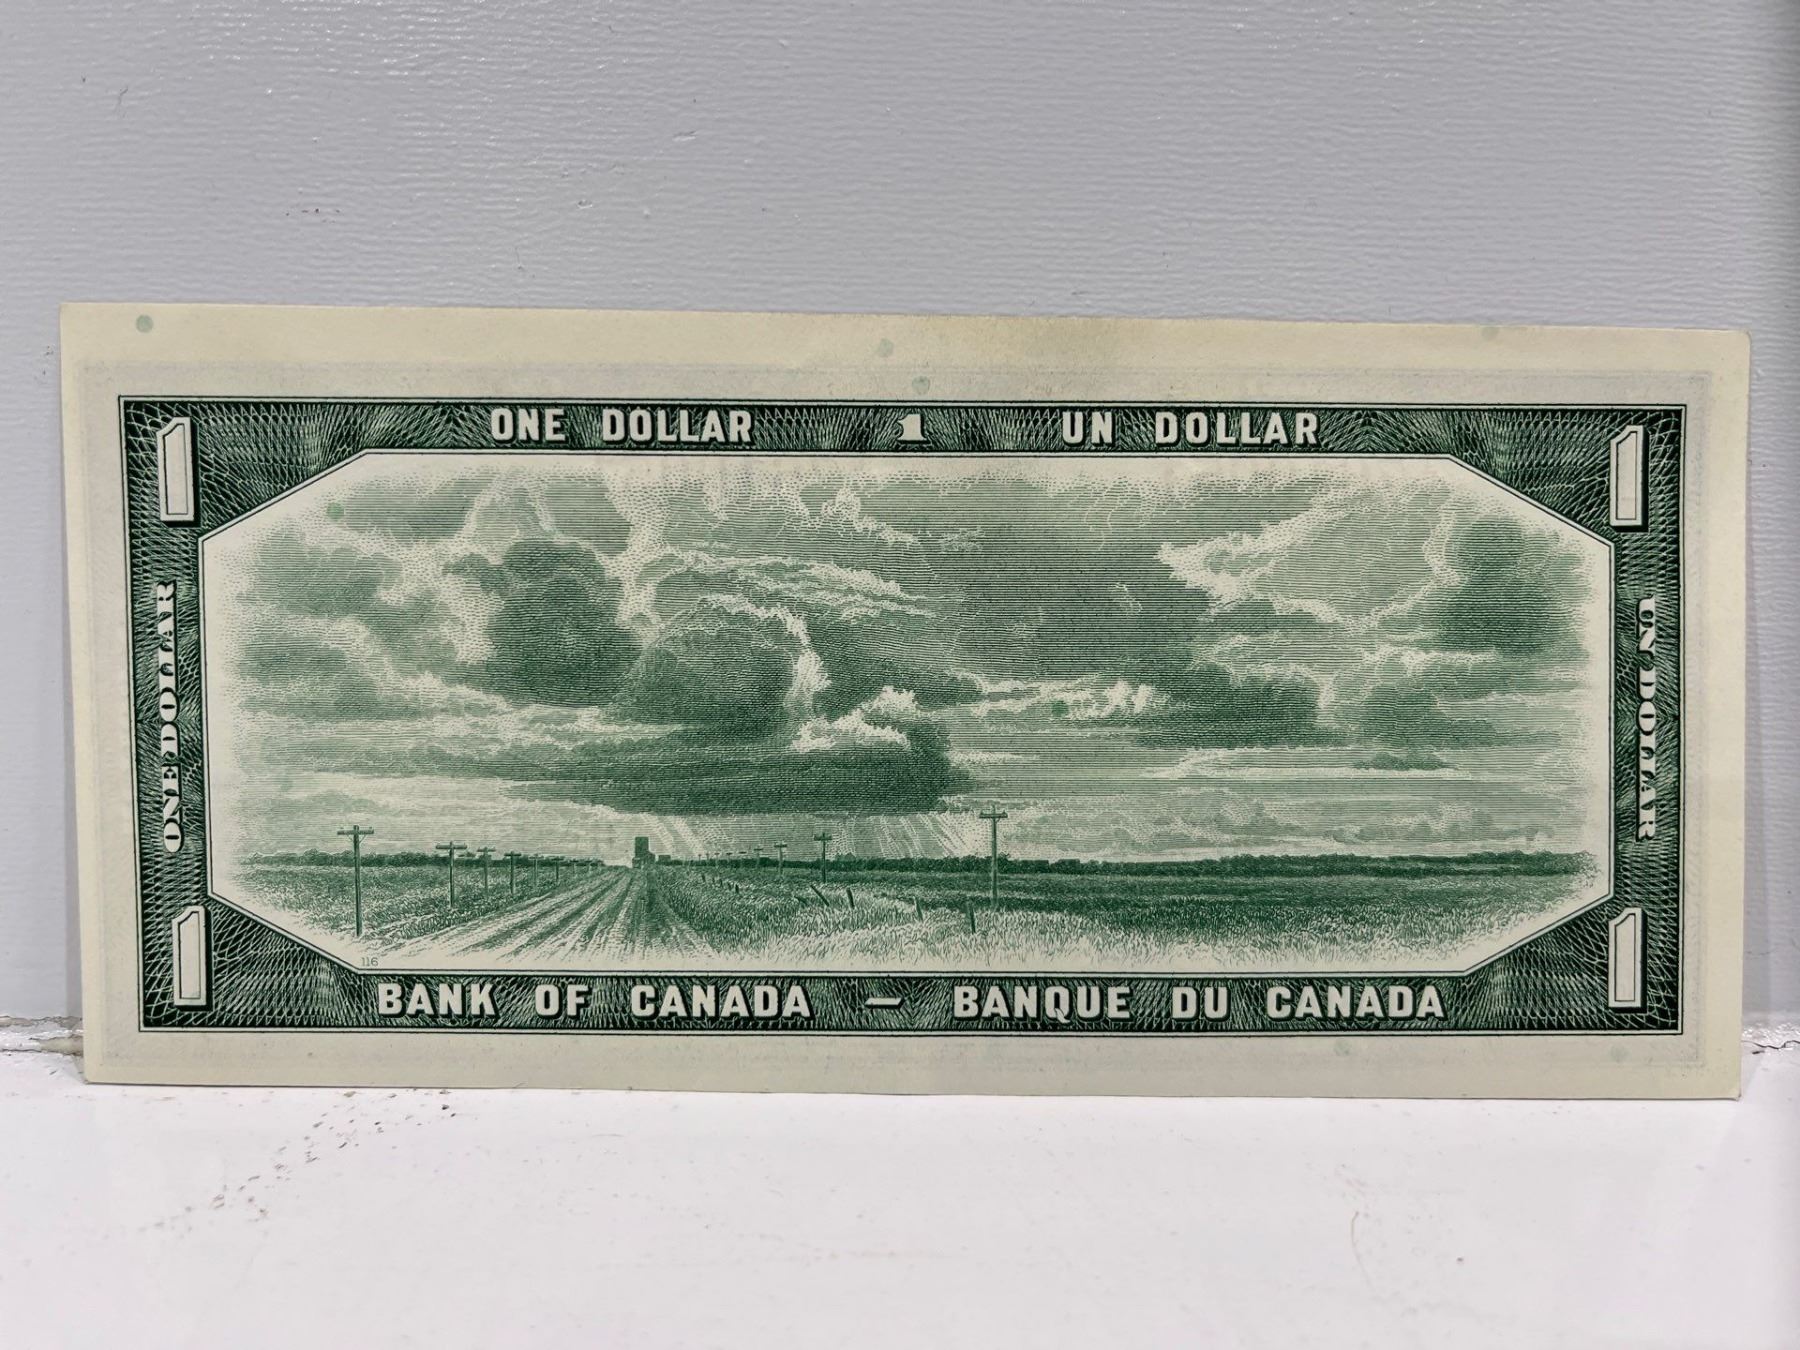 ONE DOLLAR 1 UN DOLLAR
1 1
ONE DOLLAR
UN DOLLAR
1 1
116
BANK OF CANADA — BANQUE DU CANADA